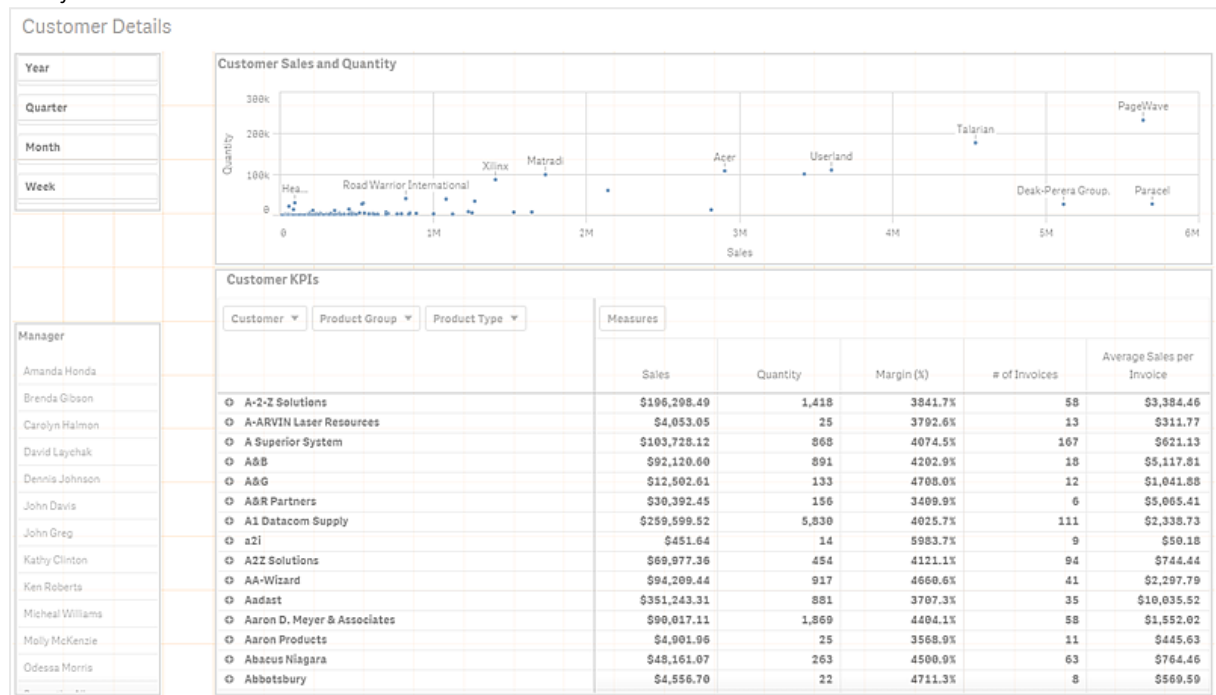 Customer Details
Year
Quarter
Month
Week
Customer Sales and Quantity
Quantity
300k
200k
100k
0
PageWave
Talarian
Acer
Userland
Xilinx
Matradi
Hea...
Road Warrior International
Deak-Perera Group.
Paracel
0
1M
2M
3M
4M
5M
6M
Sales
Manager
Amanda Honda
Brenda Gibson
Carolyn Halmon
David Laychak
Dennis Johnson
John Davis
John Greg
Kathy Clinton
Ken Roberts
Micheal Williams
Molly McKenzie
Odessa Morris
Customer KPIs
Customer Product Group Product Type Measures
Sales Quantity Margin (%) # of Invoices Average Sales per
Invoice
A-2-Z Solutions $196,298.49 1,418 3841.7% 58 $3,384.46
A-ARVIN Laser Resources $4,053.05 25 3792.6% 13 $311.77
A Superior System $103,728.12 868 4074.5% 167 $621.13
A&B $92,120.60 891 4202.9% 18 $5,117.81
A&G $12,502.61 133 4708.0% 12 $1,041.88
A&R Partners $30,392.45 156 3409.9% 6 $5,065.41
A1 Datacom Supply $259,599.52 5,830 4025.7% 111 $2,338.73
a2i $451.64 14 5983.7% 9 $50.18
A2Z Solutions $69,977.36 454 4121.1% 94 $744.44
AA-Wizard $94,209.44 917 4660.6% 41 $2,297.79
Aadast $351,243.31 881 3707.3% 35 $10,035.52
Aaron D. Meyer & Associates $90,017.11 1,869 4404.1% 58 $1,552.02
Aaron Products $4,901.96 25 3568.9% 11 $445.63
Abacus Niagara $48,161.07 263 4500.9% 63 $764.46
Abbotsbury $4,556.70 22 4711.3% 8 $569.59